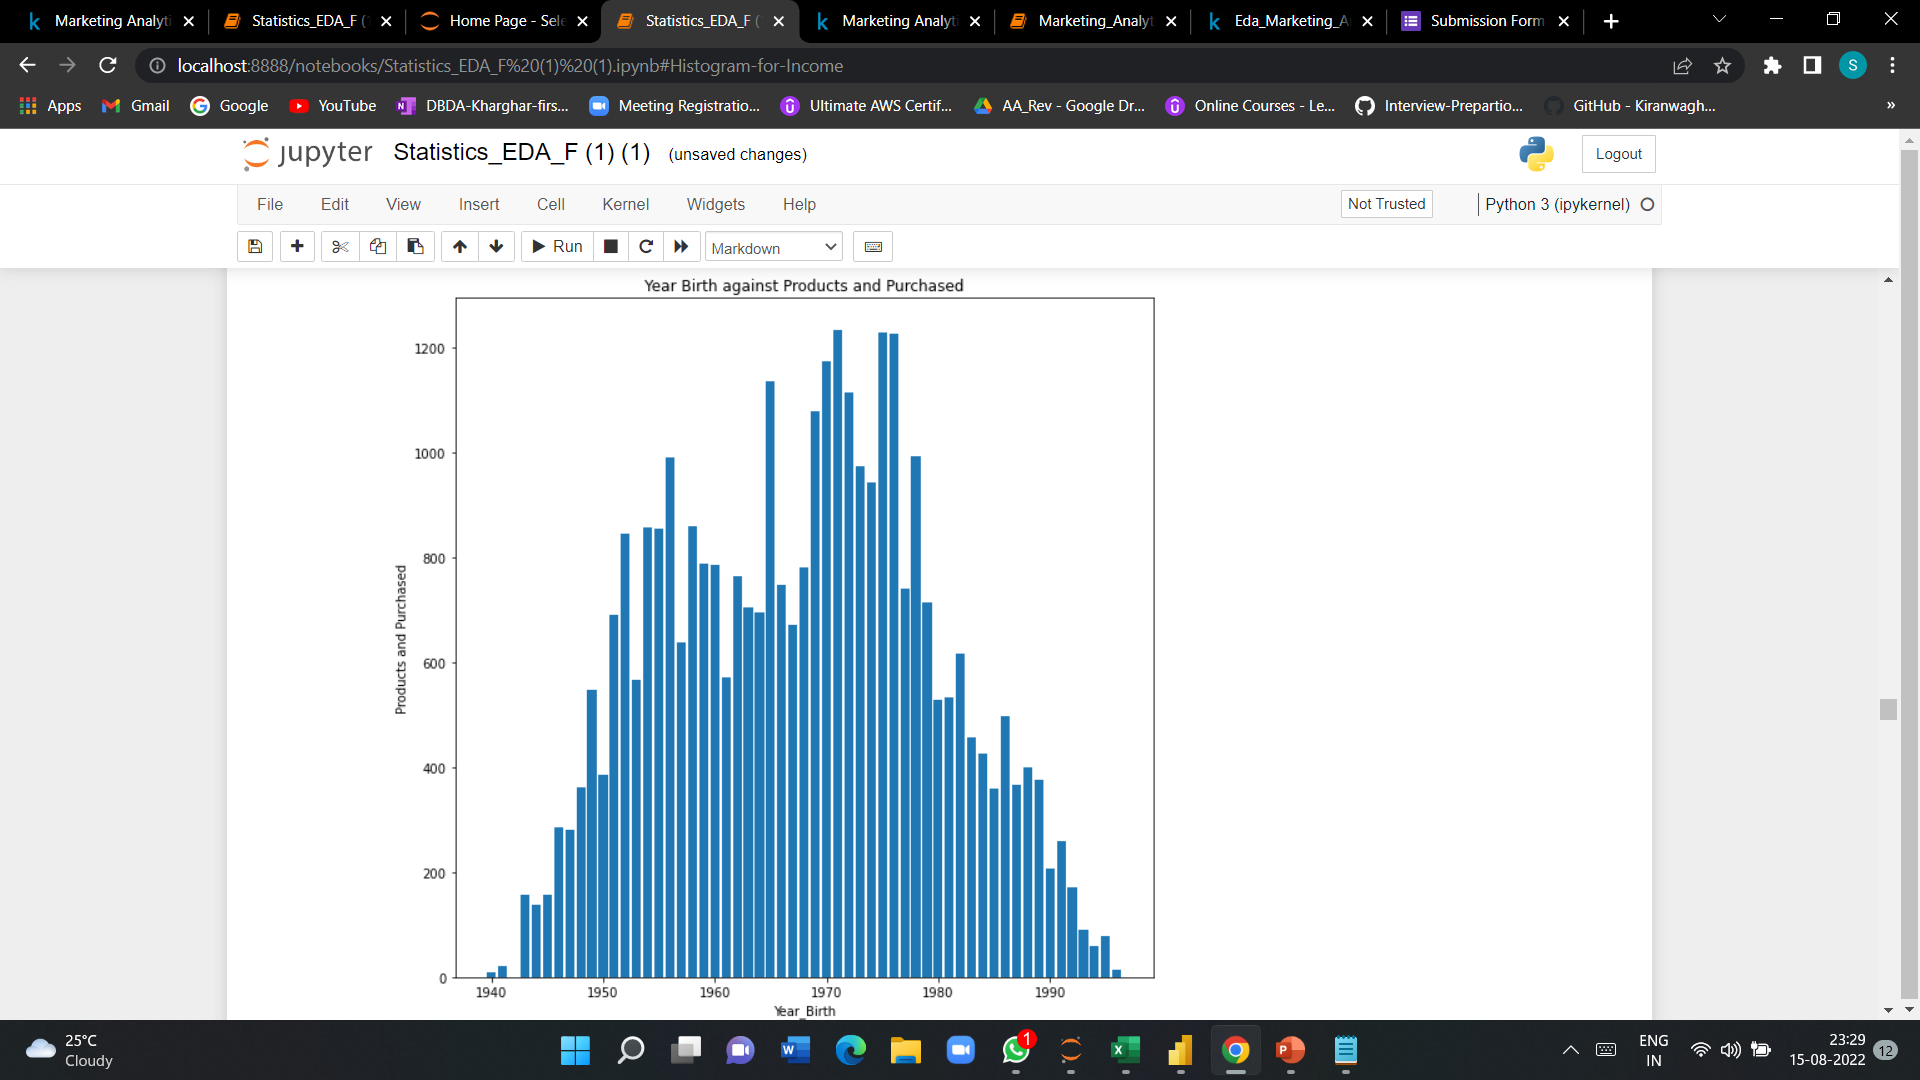 Marketing Analyti
Statistics_EDA_F (
Home Page - Sele
Statistics_EDA_F (
Marketing Analyti
Marketing_Analyt
Eda_Marketing_A
Submission Form
localhost:8888/notebooks/Statistics_EDA_F%20(1)%20(1).ipynb#Histogram-for-Income
S
Apps
Gmail
Google
YouTube
DBDA-Kharghar-firs...
Meeting Registratio...
Ultimate AWS Certif...
AA_Rev - Google Dr...
Online Courses - Le...
Interview-Prepartio...
GitHub - Kiranwagh...
»
jupyter
Statistics_EDA_F (1) (1)
(unsaved changes)
Logout
File
Edit
View
Insert
Cell
Kernel
Widgets
Help
Not Trusted
Python 3 (ipykernel)
Run
Markdown
Year Birth against Products and Purchased
1200
1000
800
600
400
200
0
Products and Purchased
1940
1950
1960
1970
1980
1990
Year_Birth
25°C
Cloudy
1
ENG
IN
23:29
15-08-2022
12